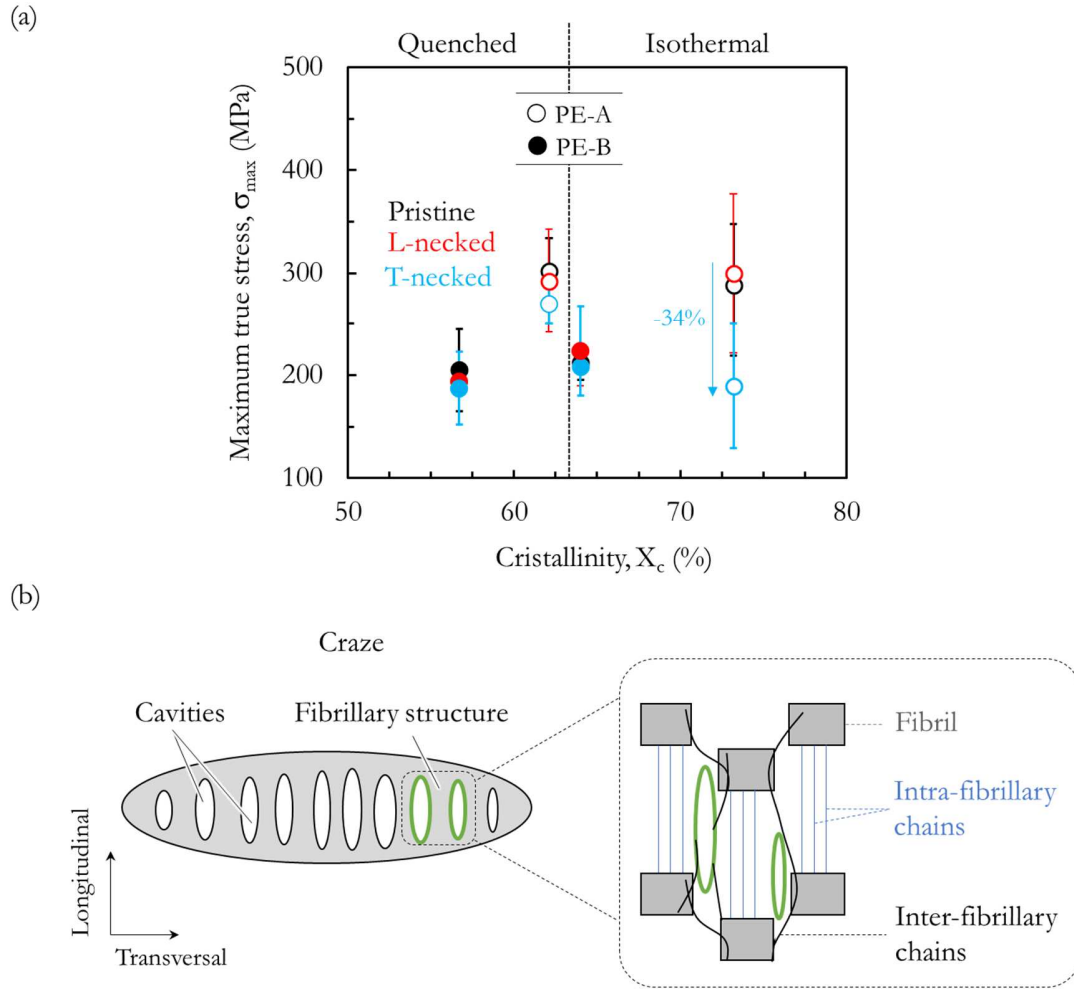 (a)
Quenched
Isothermal
500
400
300
200
100
Maximum true stress, σmax (MPa)
PE-A
PE-B
Pristine
L-necked
T-necked
-34%
50
60
70
80
Cristallinity, Xc (%)
(b)
Craze
Cavities
Fibrillary structure
Fibril
Intra-fibrillary
chains
Inter-fibrillary
chains
Longitudinal
Transversal